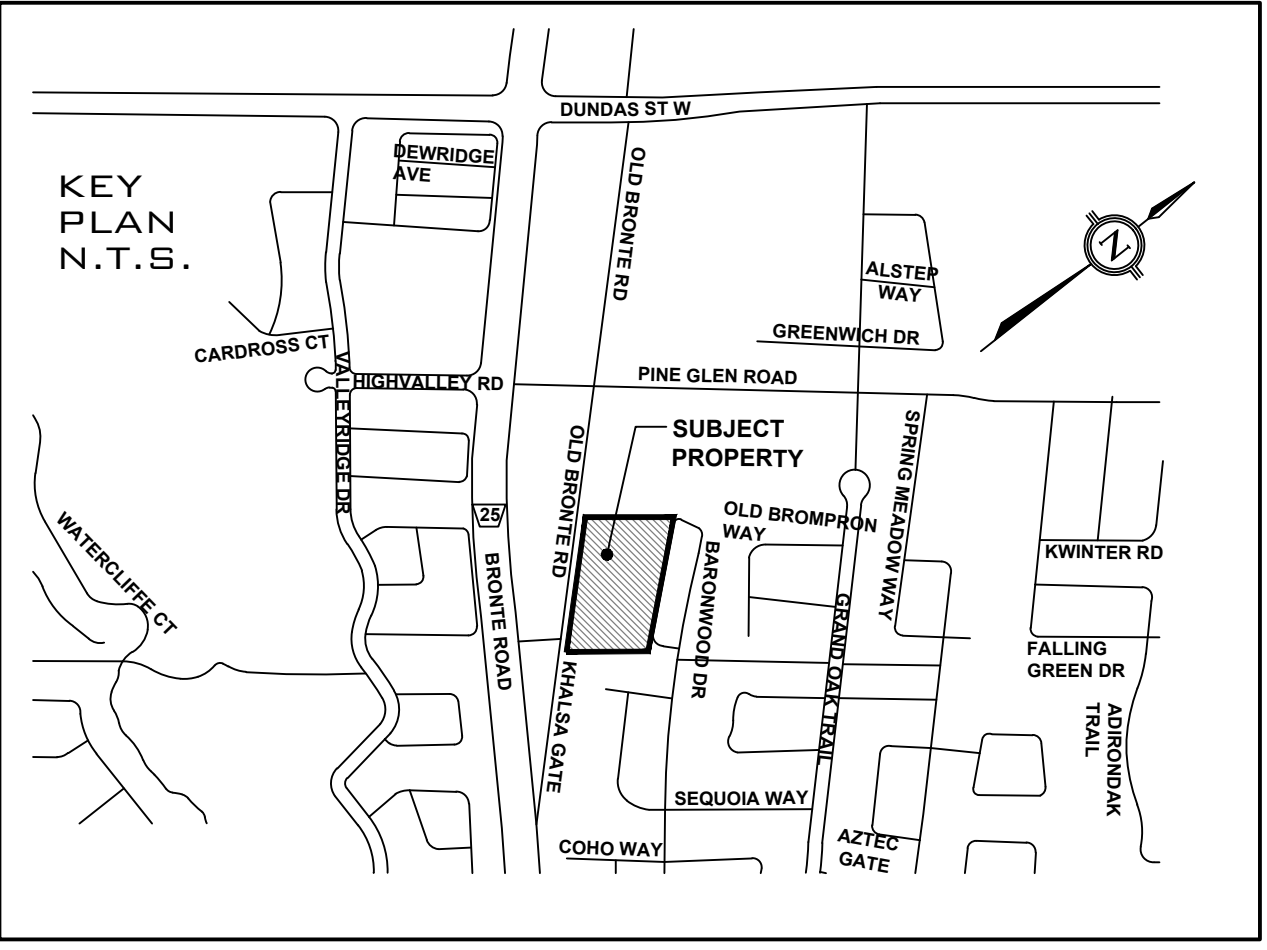 DUNDAS ST W
DEWRIDGE
AVE
OLD BRONTE RD
KEY
PLAN
N.T.S.
N
ALSTEP
WAY
GREENWICH DR
CARDROSS CT
VALLEYRIDGE DR
HIGHVALLEY RD
PINE GLEN ROAD
SUBJECT
PROPERTY
OLD BRONTE RD
SPRING MEADOW WAY
25
OLD BROMPRON
WAY
WATERCLIFFE CT
BRONTE ROAD
BARONWOOD DR
KWINTER RD
GRAND OAK TRAIL
FALLING
GREEN DR
KHALSA GATE
ADIRONDAK
TRAIL
SEQUOIA WAY
COHO WAY
AZTEC
GATE